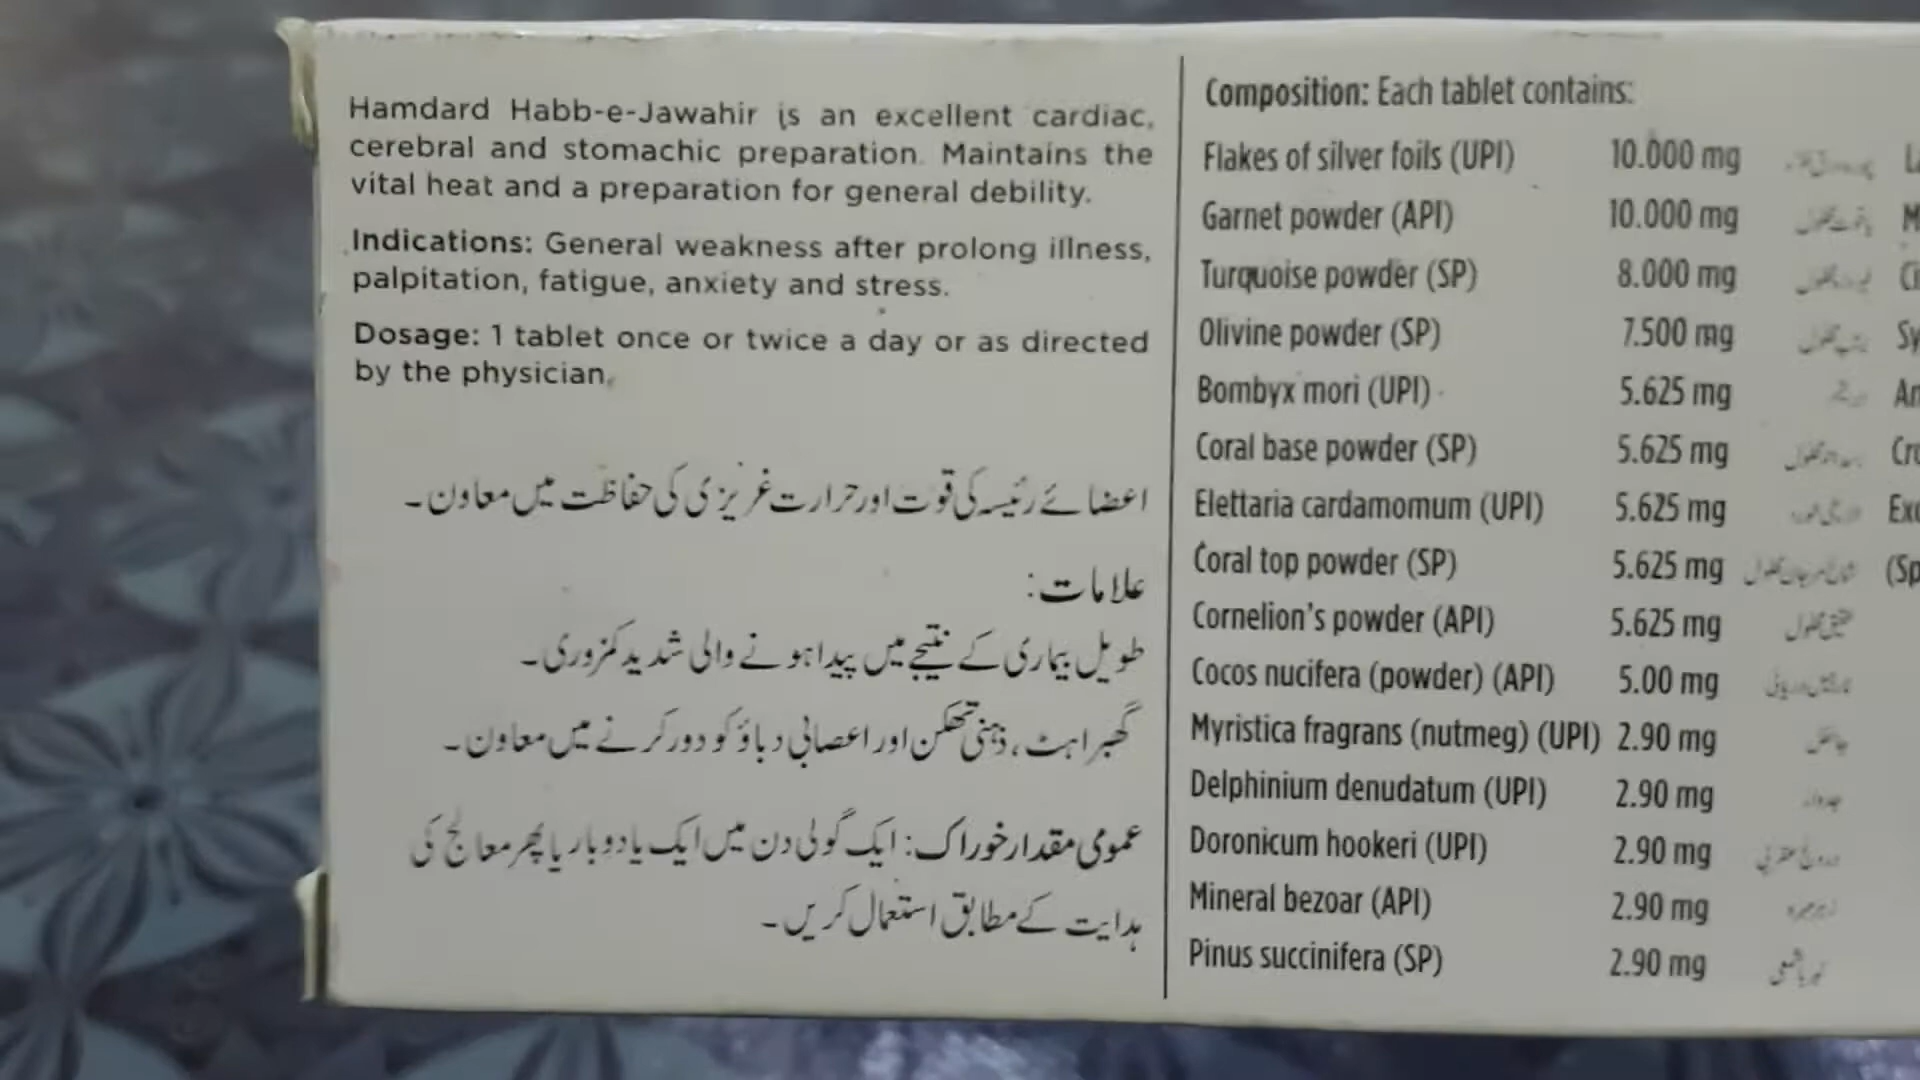 Hamdard Habb-e-Jawahir is an excellent cardiac,
cerebral and stomachic preparation. Maintains the
vital heat and a preparation for general debility.
Indications: General weakness after prolong illness,
palpitation, fatigue, anxiety and stress.
Dosage: 1 tablet once or twice a day or as directed
by the physician.
اعضائے رئیسہ کی قوت اور حرارت غریزی کی حفاظت میں معاون۔
علامات:
طویل بیماری کے نتیجے میں پیدا ہونے والی شدید کمزوری۔
گھبراہٹ، ذہنی تھکن اور اعصابی دباؤ کو دور کرنے میں معاون۔
عمومی مقدار خوراک: ایک گولی دن میں ایک یا دو بار یا پھر معالج کی
ہدایت کے مطابق استعمال کریں۔
Composition: Each tablet contains:
Flakes of silver foils (UPI) 10.000 mg
Garnet powder (API) 10.000 mg
Turquoise powder (SP) 8.000 mg
Olivine powder (SP) 7.500 mg
Bombyx mori (UPI) 5.625 mg
Coral base powder (SP) 5.625 mg
Elettaria cardamomum (UPI) 5.625 mg
Coral top powder (SP) 5.625 mg
Cornelion's powder (API) 5.625 mg
Cocos nucifera (powder) (API) 5.00 mg
Myristica fragrans (nutmeg) (UPI) 2.90 mg
Delphinium denudatum (UPI) 2.90 mg
Doronicum hookeri (UPI) 2.90 mg
Mineral bezoar (API) 2.90 mg
Pinus succinifera (SP) 2.90 mg